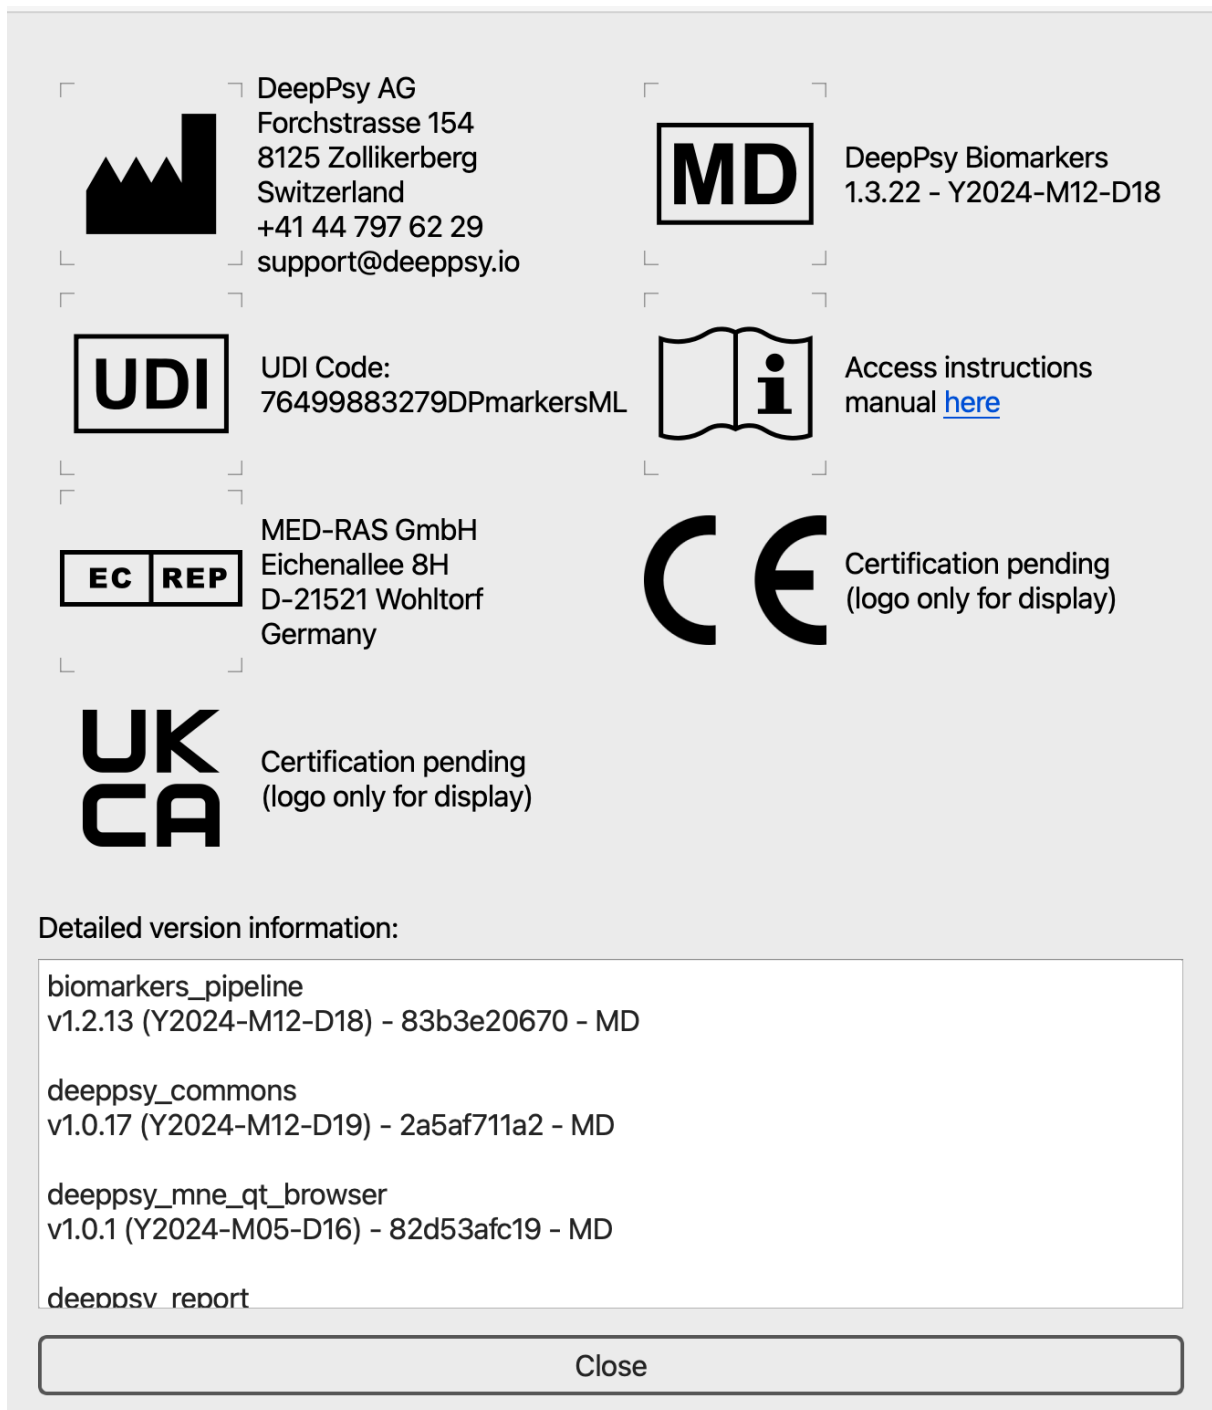 DeepPsy AG
Forchstrasse 154
8125 Zollikerberg
Switzerland
+41 44 797 62 29
support@deeppsy.io
MD
DeepPsy Biomarkers
1.3.22 - Y2024-M12-D18
UDI
UDI Code:
76499883279DPmarkersML
i
Access instructions
manual here
EC REP
MED-RAS GmbH
Eichenallee 8H
D-21521 Wohltorf
Germany
CE
Certification pending
(logo only for display)
UK
CA
Certification pending
(logo only for display)
Detailed version information:
biomarkers_pipeline
v1.2.13 (Y2024-M12-D18) - 83b3e20670 - MD
deeppsy_commons
v1.0.17 (Y2024-M12-D19) - 2a5af711a2 - MD
deeppsy_mne_qt_browser
v1.0.1 (Y2024-M05-D16) - 82d53afc19 - MD
deeppsy_report
Close